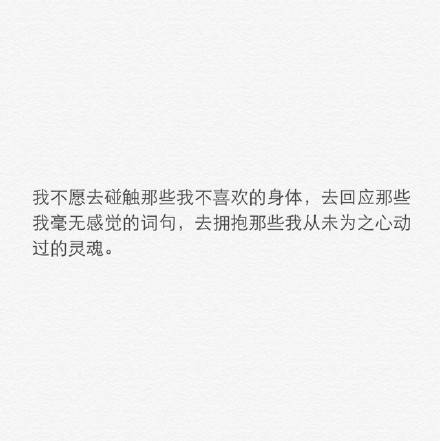 我不愿去碰触那些我不喜欢的身体，去回应那些
我毫无感觉的词句，去拥抱那些我从未为之心动
过的灵魂。